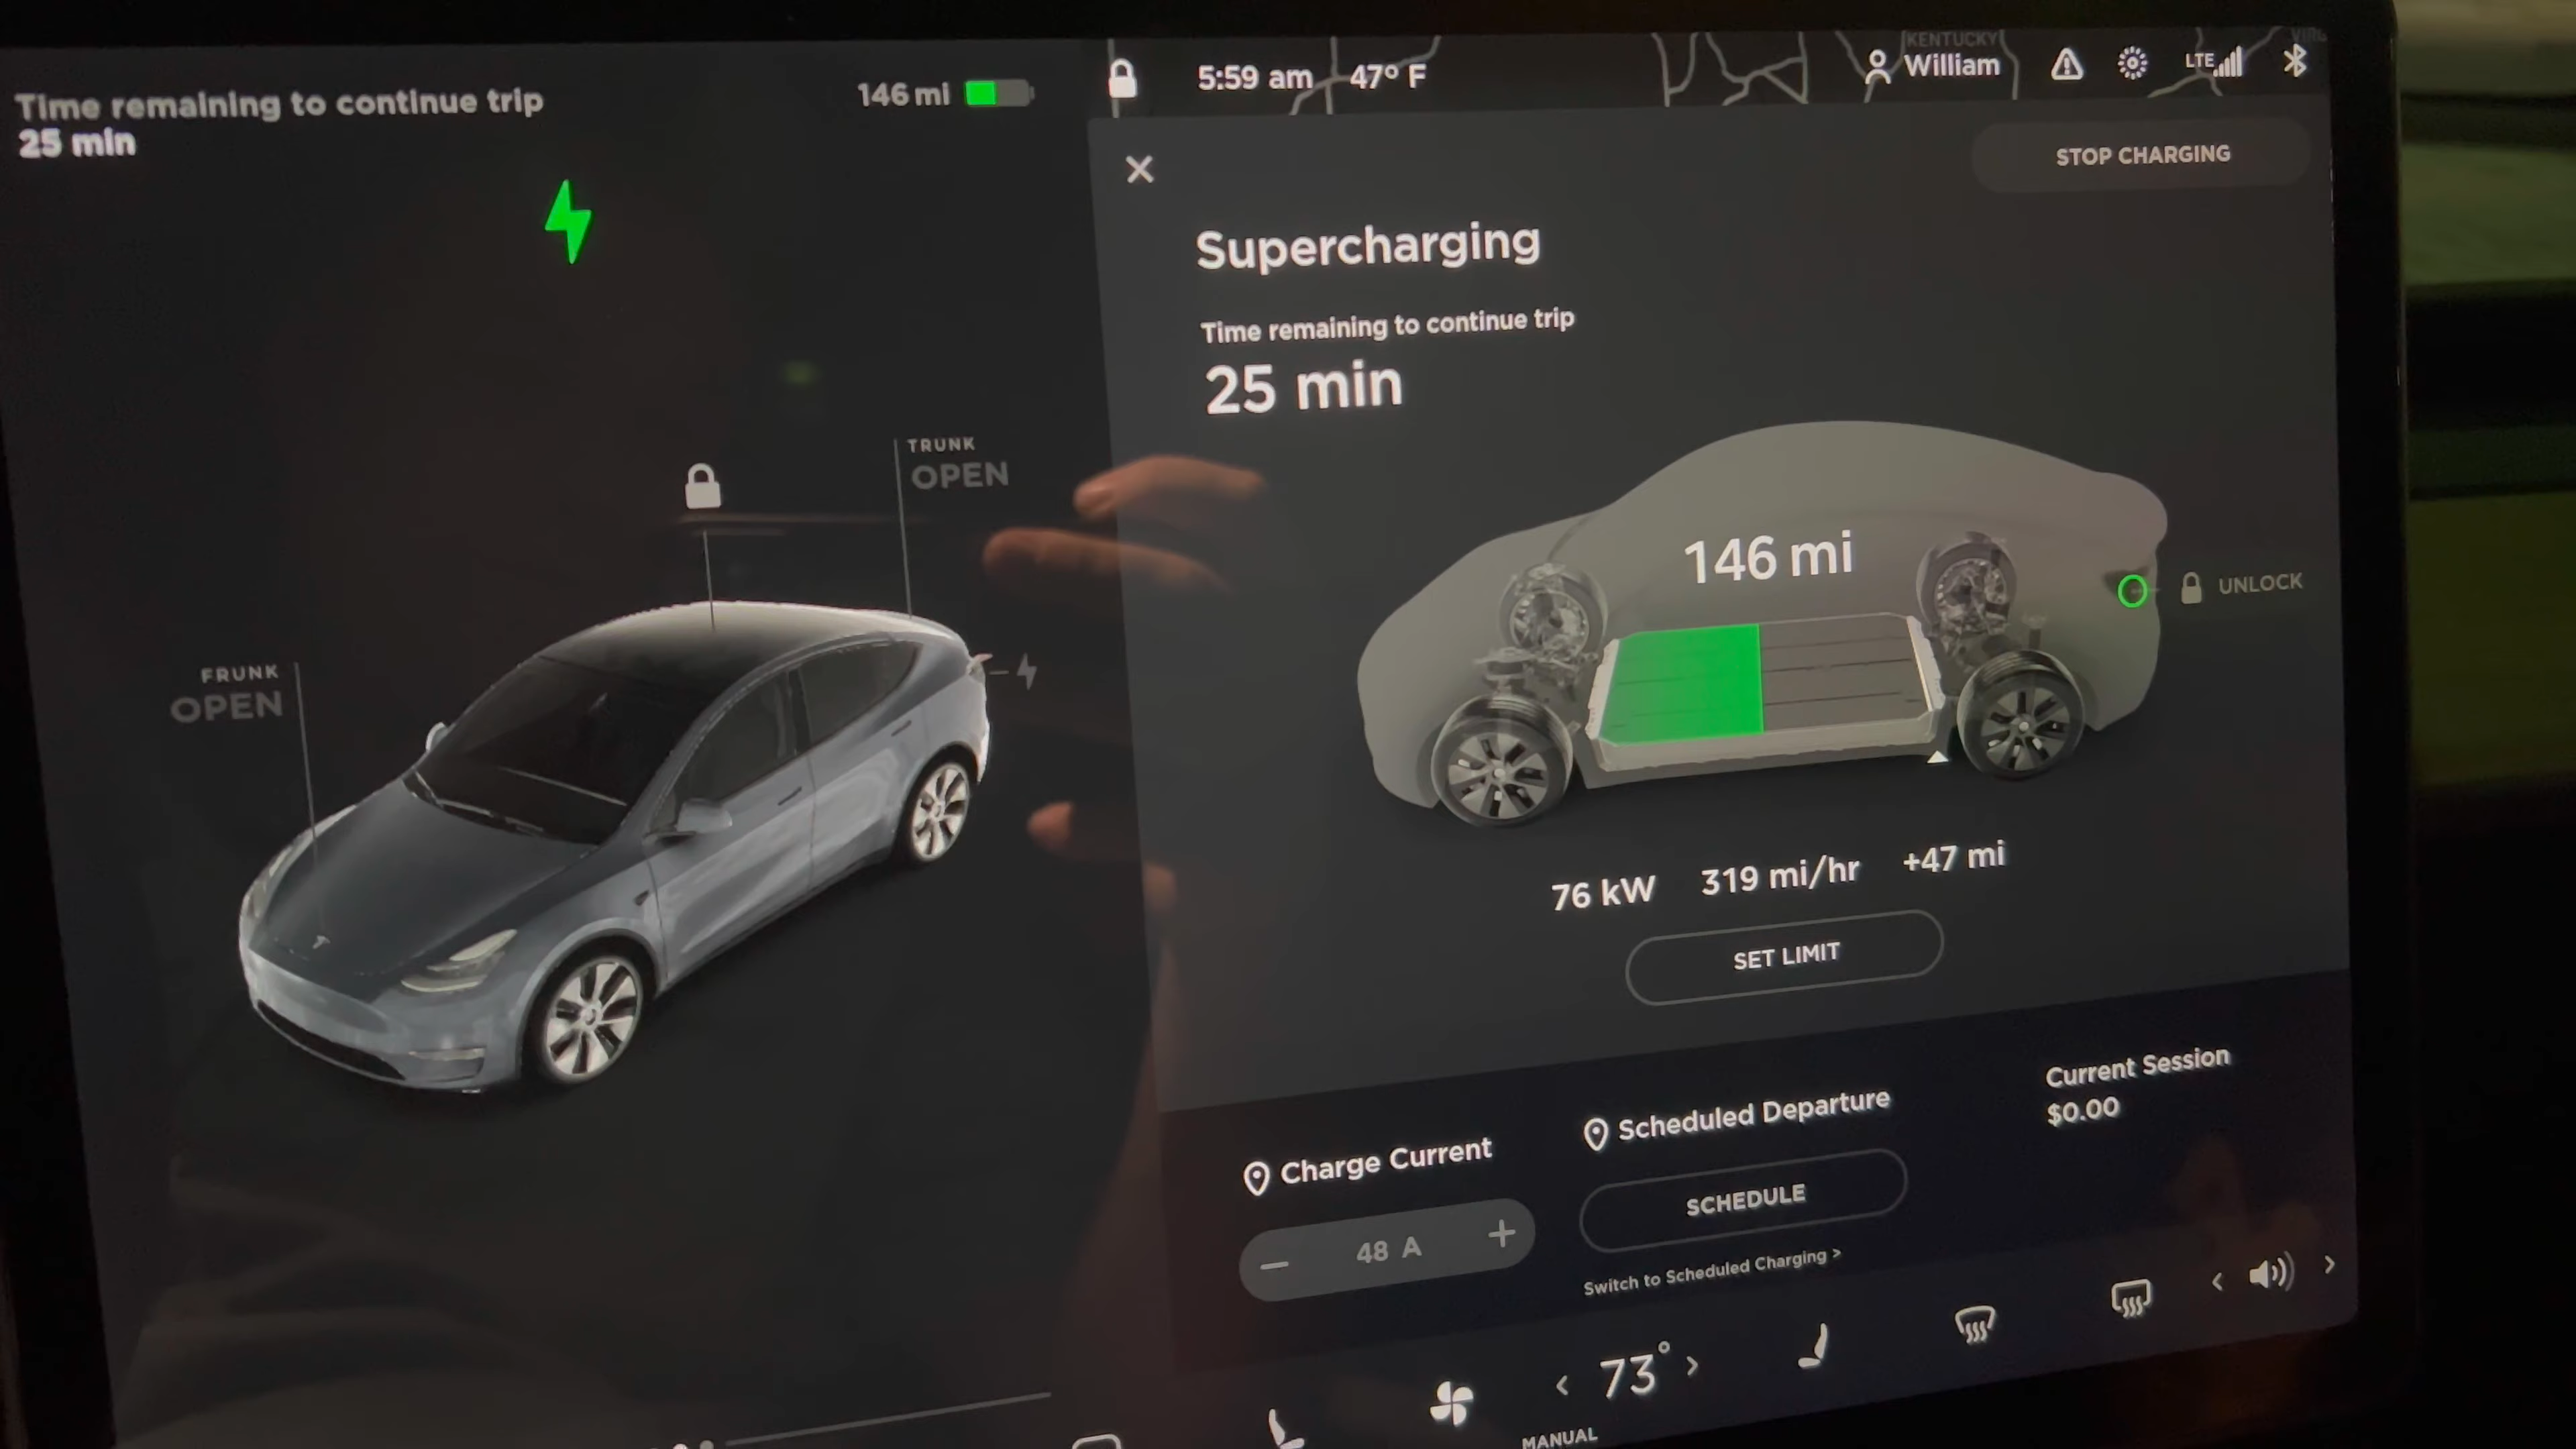 Time remaining to continue trip
25 min
146 mi
5:59 am
47° F
KENTUCKY
William
LTE
STOP CHARGING
Supercharging
Time remaining to continue trip
25 min
TRUNK
OPEN
FRUNK
OPEN
146 mi
UNLOCK
76 kW
319 mi/hr
+47 mi
SET LIMIT
Charge Current
48 A
Scheduled Departure
SCHEDULE
Switch to Scheduled Charging >
Current Session
$0.00
< 73° >
MANUAL